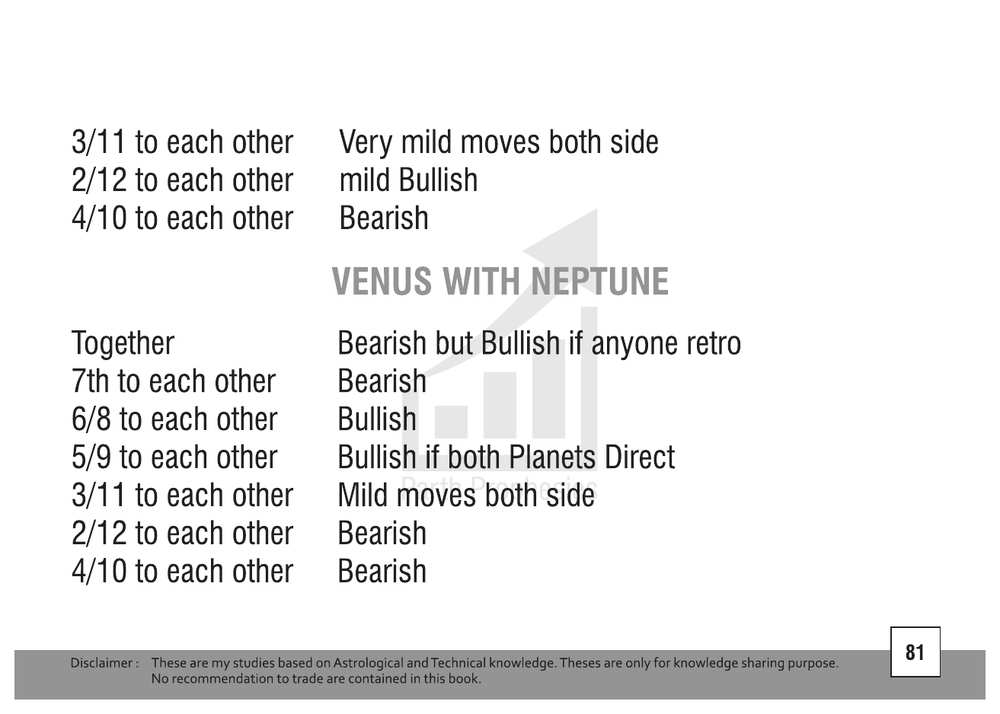 3/11 to each other Very mild moves both side
2/12 to each other mild Bullish
4/10 to each other Bearish
VENUS WITH NEPTUNE
Together Bearish but Bullish if anyone retro
7th to each other Bearish
6/8 to each other Bullish
5/9 to each other Bullish if both Planets Direct
3/11 to each other Mild moves both side
2/12 to each other Bearish
4/10 to each other Bearish
Disclaimer : These are my studies based on Astrological and Technical knowledge. Theses are only for knowledge sharing purpose.
No recommendation to trade are contained in this book.
81